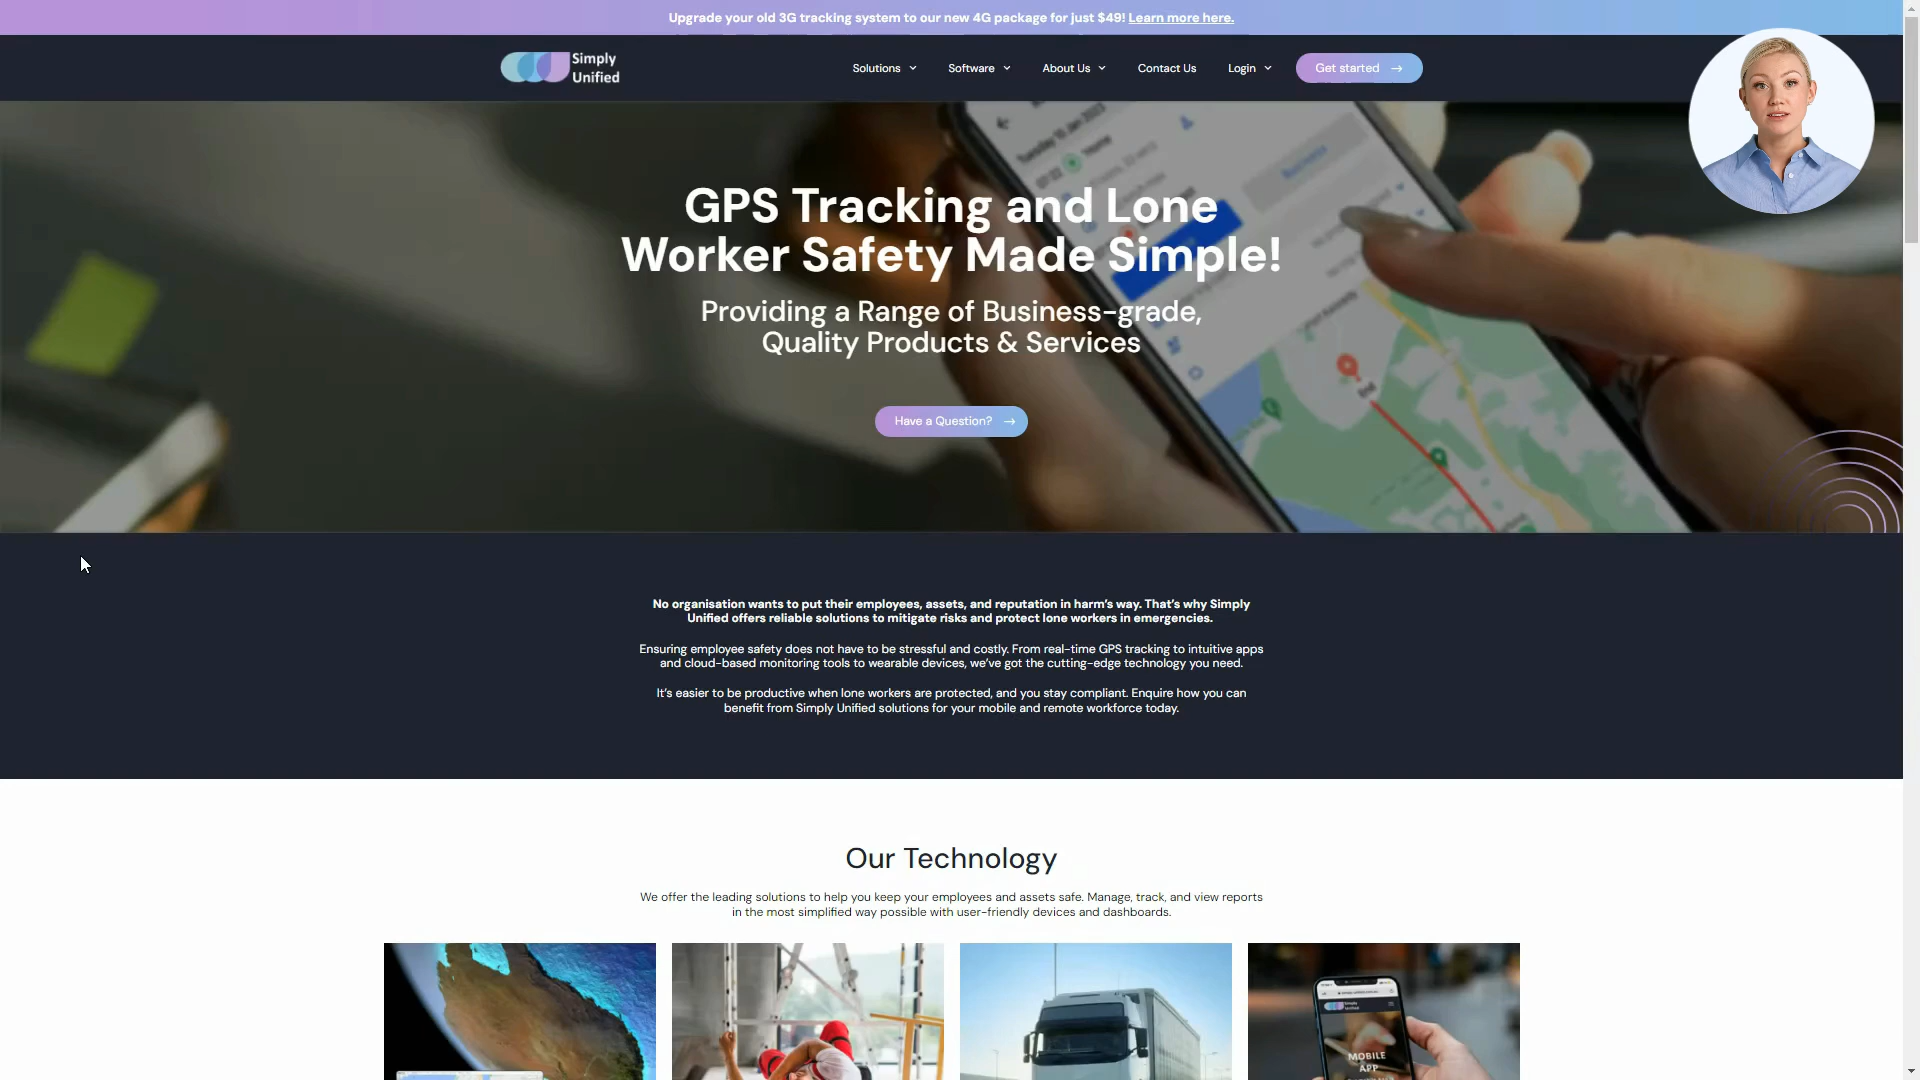 Upgrade your old 3G tracking system to our new 4G package for just $49! Learn more here.
Simply
Unified
Solutions
Software
About Us
Contact Us
Login
Get started
Tuesday 10 Jan 2023
Home
07:02
Business
GPS Tracking and Lone
Worker Safety Made Simple!
Providing a Range of Business-grade,
Quality Products & Services
Have a Question?
No organisation wants to put their employees, assets, and reputation in harm's way. That's why Simply
Unified offers reliable solutions to mitigate risks and protect lone workers in emergencies.
Ensuring employee safety does not have to be stressful and costly. From real-time GPS tracking to intuitive apps
and cloud-based monitoring tools to wearable devices, we've got the cutting-edge technology you need.
It's easier to be productive when lone workers are protected, and you stay compliant. Enquire how you can
benefit from Simply Unified solutions for your mobile and remote workforce today.
Our Technology
We offer the leading solutions to help you keep your employees and assets safe. Manage, track, and view reports
in the most simplified way possible with user-friendly devices and dashboards.
MOBILE
APP